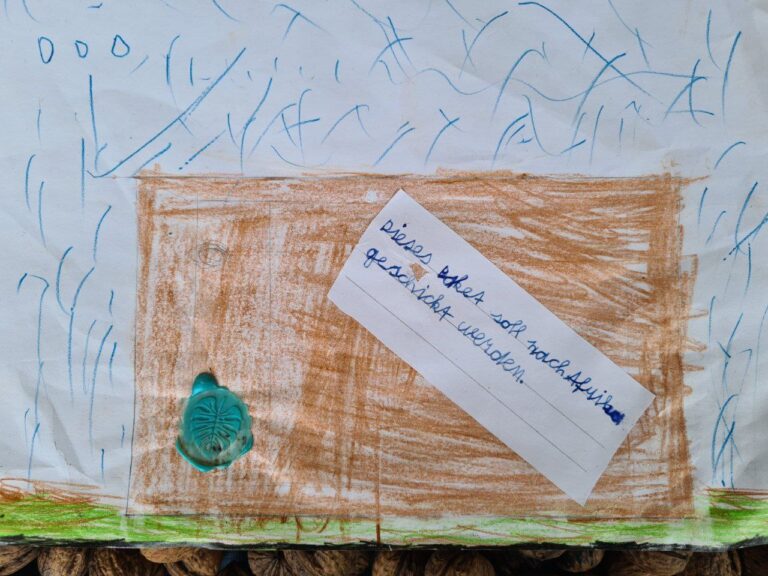 Dieses Paket soll nach Afrika
geschickt werden.